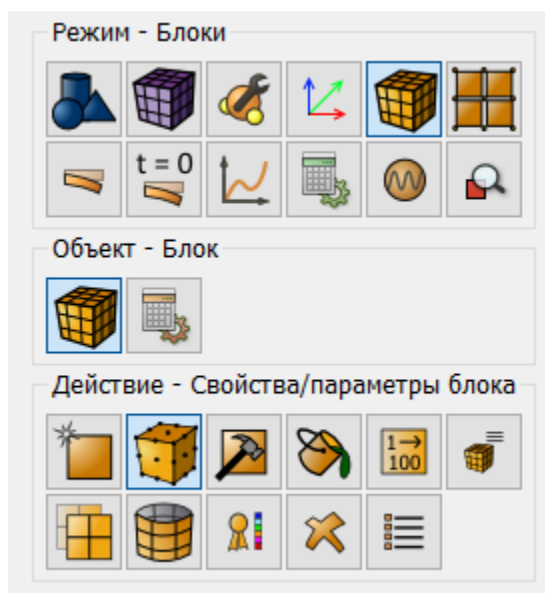 Режим - Блоки
t = 0
Объект - Блок
Действие - Свойства/параметры блока
1→
100